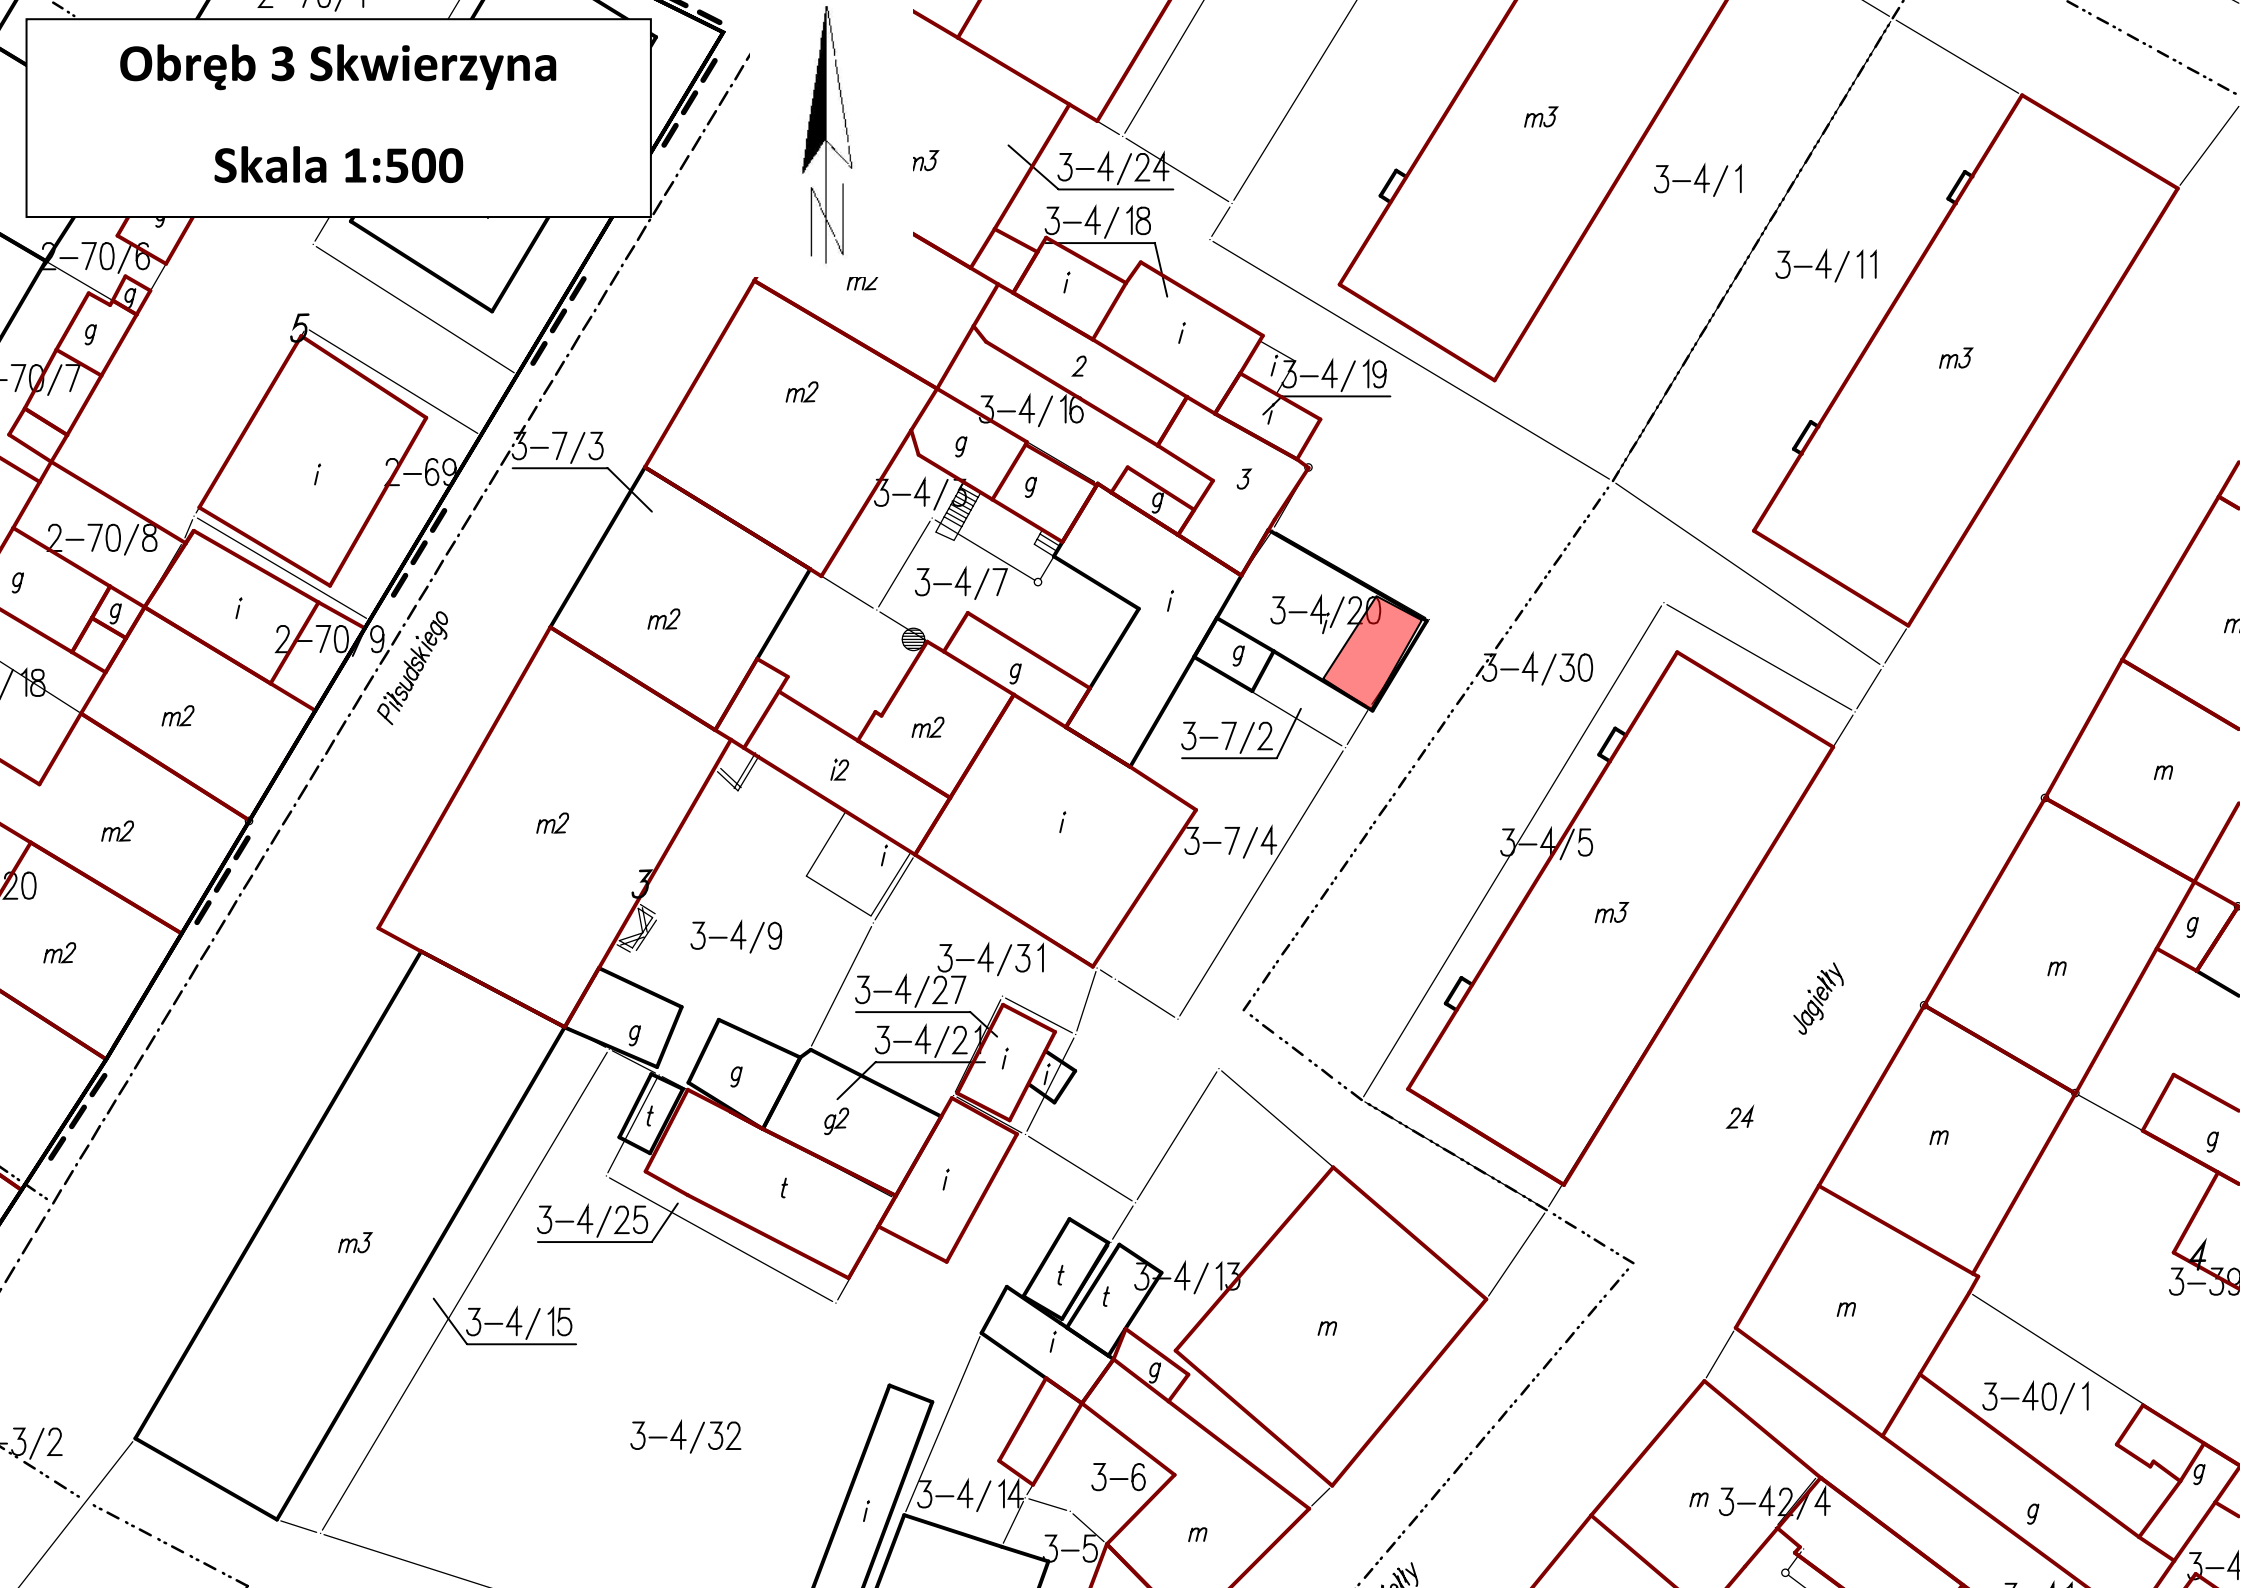 Obręb 3 Skwierzyna
Skala 1:500
m3
3-4/24
3-4/1
3-4/18
3-4/11
2-70/6
g
g
i
m2
5
i
2
m3
3-4/19
i
i
m2
3-4/16
g
3-7/3
i
2-69
g
3
g
2-70/8
3-4/7
g
i
g
i
3-4/20
i
m2
2-70/9
g
g
m
3-4/30
m2
Piłsudskiego
m2
3-7/2
i2
m
m2
m2
i
3-4/5
i
3-7/4
20
3
m3
g
m2
3-4/9
3-4/31
m
3-4/27
Jagiełły
g
3-4/21
i
i
g
t
g2
24
m
g
t
i
3-4/25
m3
4
t
t
3-4/13
3-39
m
m
3-4/15
i
g
3-40/1
3-4/32
3-6
g
3-4/14
m
3-42/4
g
i
m
3-5